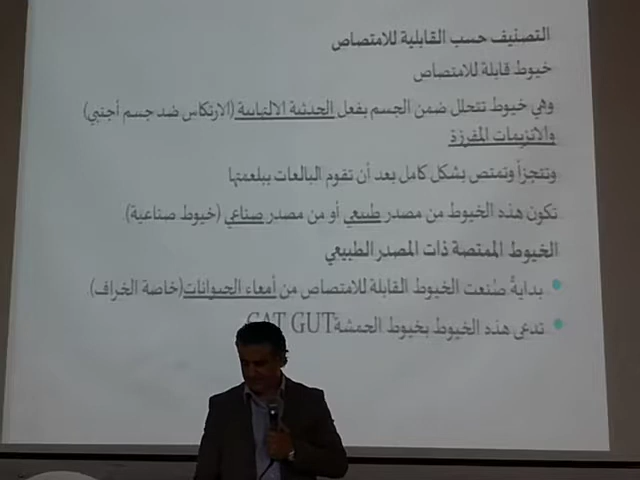 التصنيف حسب القابلية للامتصاص
خيوط قابلة للامتصاص
وهي خيوط تتحلل ضمن الجسم بفعل الحدثية الالتهابية (الارتكاس ضد جسم أجنبي)
والانزيمات المفرزة
وتتجزأ وتمتص بشكل كامل بعد أن تقوم البالعات ببلعمتها
تكون هذه الخيوط من مصدر طبيعي أو من مصدر صناعي (خيوط صناعية)
الخيوط الممتصة ذات المصدر الطبيعي
بدايةً صُنعت الخيوط القابلة للامتصاص من أمعاء الحيوانات(خاصة الخراف)
تدعى هذه الخيوط بخيوط الحمشة CAT GUT